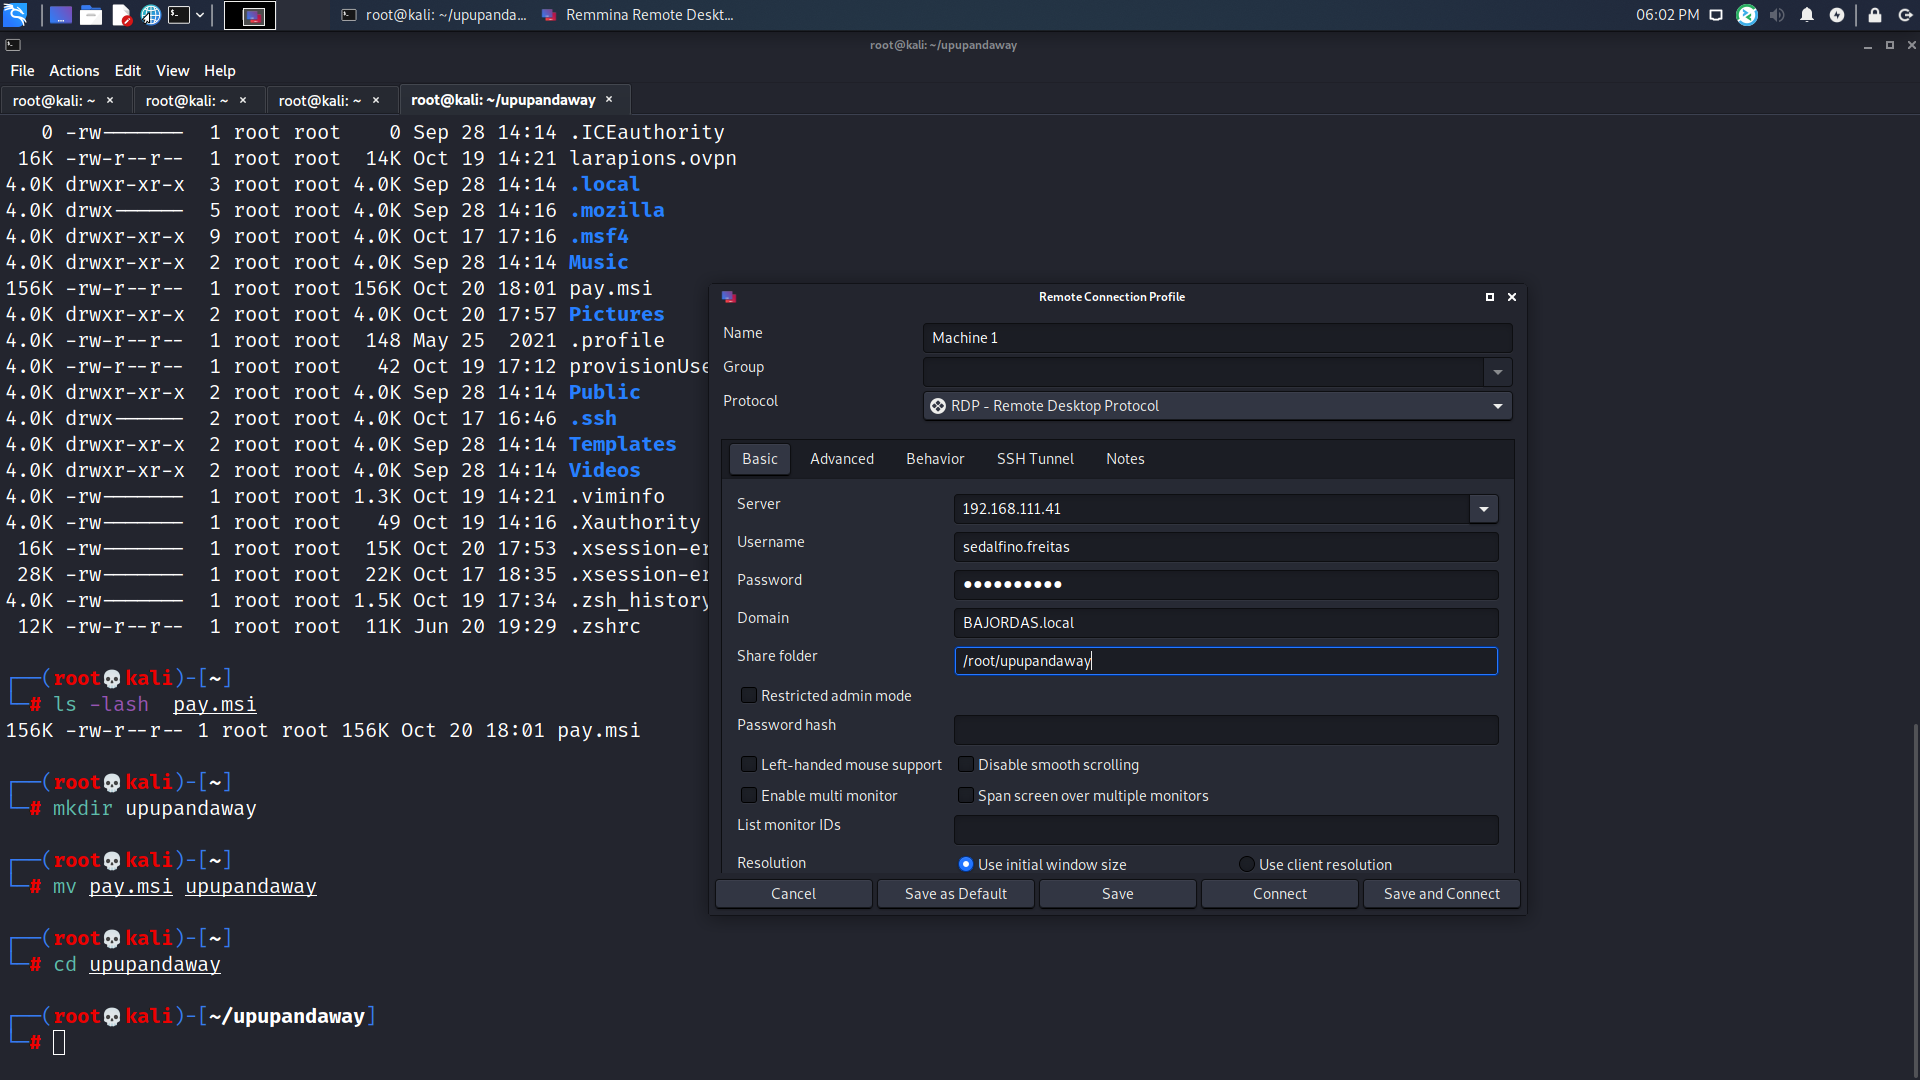 root@kali: ~/upupanda...
Remmina Remote Deskt...
06:02 PM
root@kali: ~/upupandaway
File Actions Edit View Help
root@kali: ~ ×
root@kali: ~ ×
root@kali: ~ ×
root@kali: ~/upupandaway ×
0 -rw------- 1 root root 0 Sep 28 14:14 .ICEauthority
16K -rw-r--r-- 1 root root 14K Oct 19 14:21 larapions.ovpn
4.0K drwxr-xr-x 3 root root 4.0K Sep 28 14:14 .local
4.0K drwx------ 5 root root 4.0K Sep 28 14:16 .mozilla
4.0K drwxr-xr-x 9 root root 4.0K Oct 17 17:16 .msf4
4.0K drwxr-xr-x 2 root root 4.0K Sep 28 14:14 Music
156K -rw-r--r-- 1 root root 156K Oct 20 18:01 pay.msi
4.0K drwxr-xr-x 2 root root 4.0K Oct 20 17:57 Pictures
4.0K -rw-r--r-- 1 root root 148 May 25 2021 .profile
4.0K -rw-r--r-- 1 root root 42 Oct 19 17:12 provisionUse
4.0K drwxr-xr-x 2 root root 4.0K Sep 28 14:14 Public
4.0K drwx------ 2 root root 4.0K Oct 17 16:46 .ssh
4.0K drwxr-xr-x 2 root root 4.0K Sep 28 14:14 Templates
4.0K drwxr-xr-x 2 root root 4.0K Sep 28 14:14 Videos
4.0K -rw------- 1 root root 1.3K Oct 19 14:21 .viminfo
4.0K -rw------- 1 root root 49 Oct 19 14:16 .Xauthority
16K -rw------- 1 root root 15K Oct 20 17:53 .xsession-er
28K -rw------- 1 root root 22K Oct 17 18:35 .xsession-er
4.0K -rw------- 1 root root 1.5K Oct 19 17:34 .zsh_history
12K -rw-r--r-- 1 root root 11K Jun 20 19:29 .zshrc
(root💀kali)-[~]
# ls -lash pay.msi
156K -rw-r--r-- 1 root root 156K Oct 20 18:01 pay.msi
(root💀kali)-[~]
# mkdir upupandaway
(root💀kali)-[~]
# mv pay.msi upupandaway
(root💀kali)-[~]
# cd upupandaway
(root💀kali)-[~/upupandaway]
#
Remote Connection Profile
Name Machine 1
Group
Protocol RDP - Remote Desktop Protocol
Basic Advanced Behavior SSH Tunnel Notes
Server 192.168.111.41
Username sedalfino.freitas
Password ●●●●●●●●●●
Domain BAJORDAS.local
Share folder /root/upupandaway
Restricted admin mode
Password hash
Left-handed mouse support Disable smooth scrolling
Enable multi monitor Span screen over multiple monitors
List monitor IDs
Resolution Use initial window size Use client resolution
Cancel Save as Default Save Connect Save and Connect